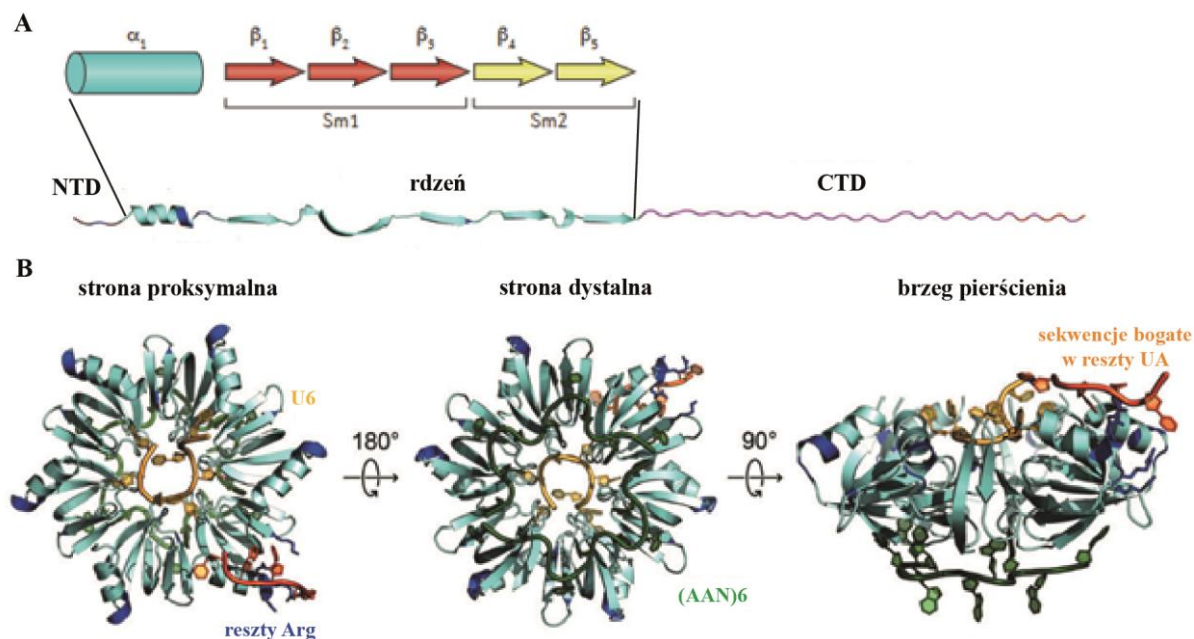 A
α1
β1 β2 β3 β4 β5
Sm1 Sm2
NTD rdzeń CTD
B
strona proksymalna strona dystalna brzeg pierścienia
sekwencje bogate
w reszty UA
U6
180° 90°
(AAN)6
reszty Arg